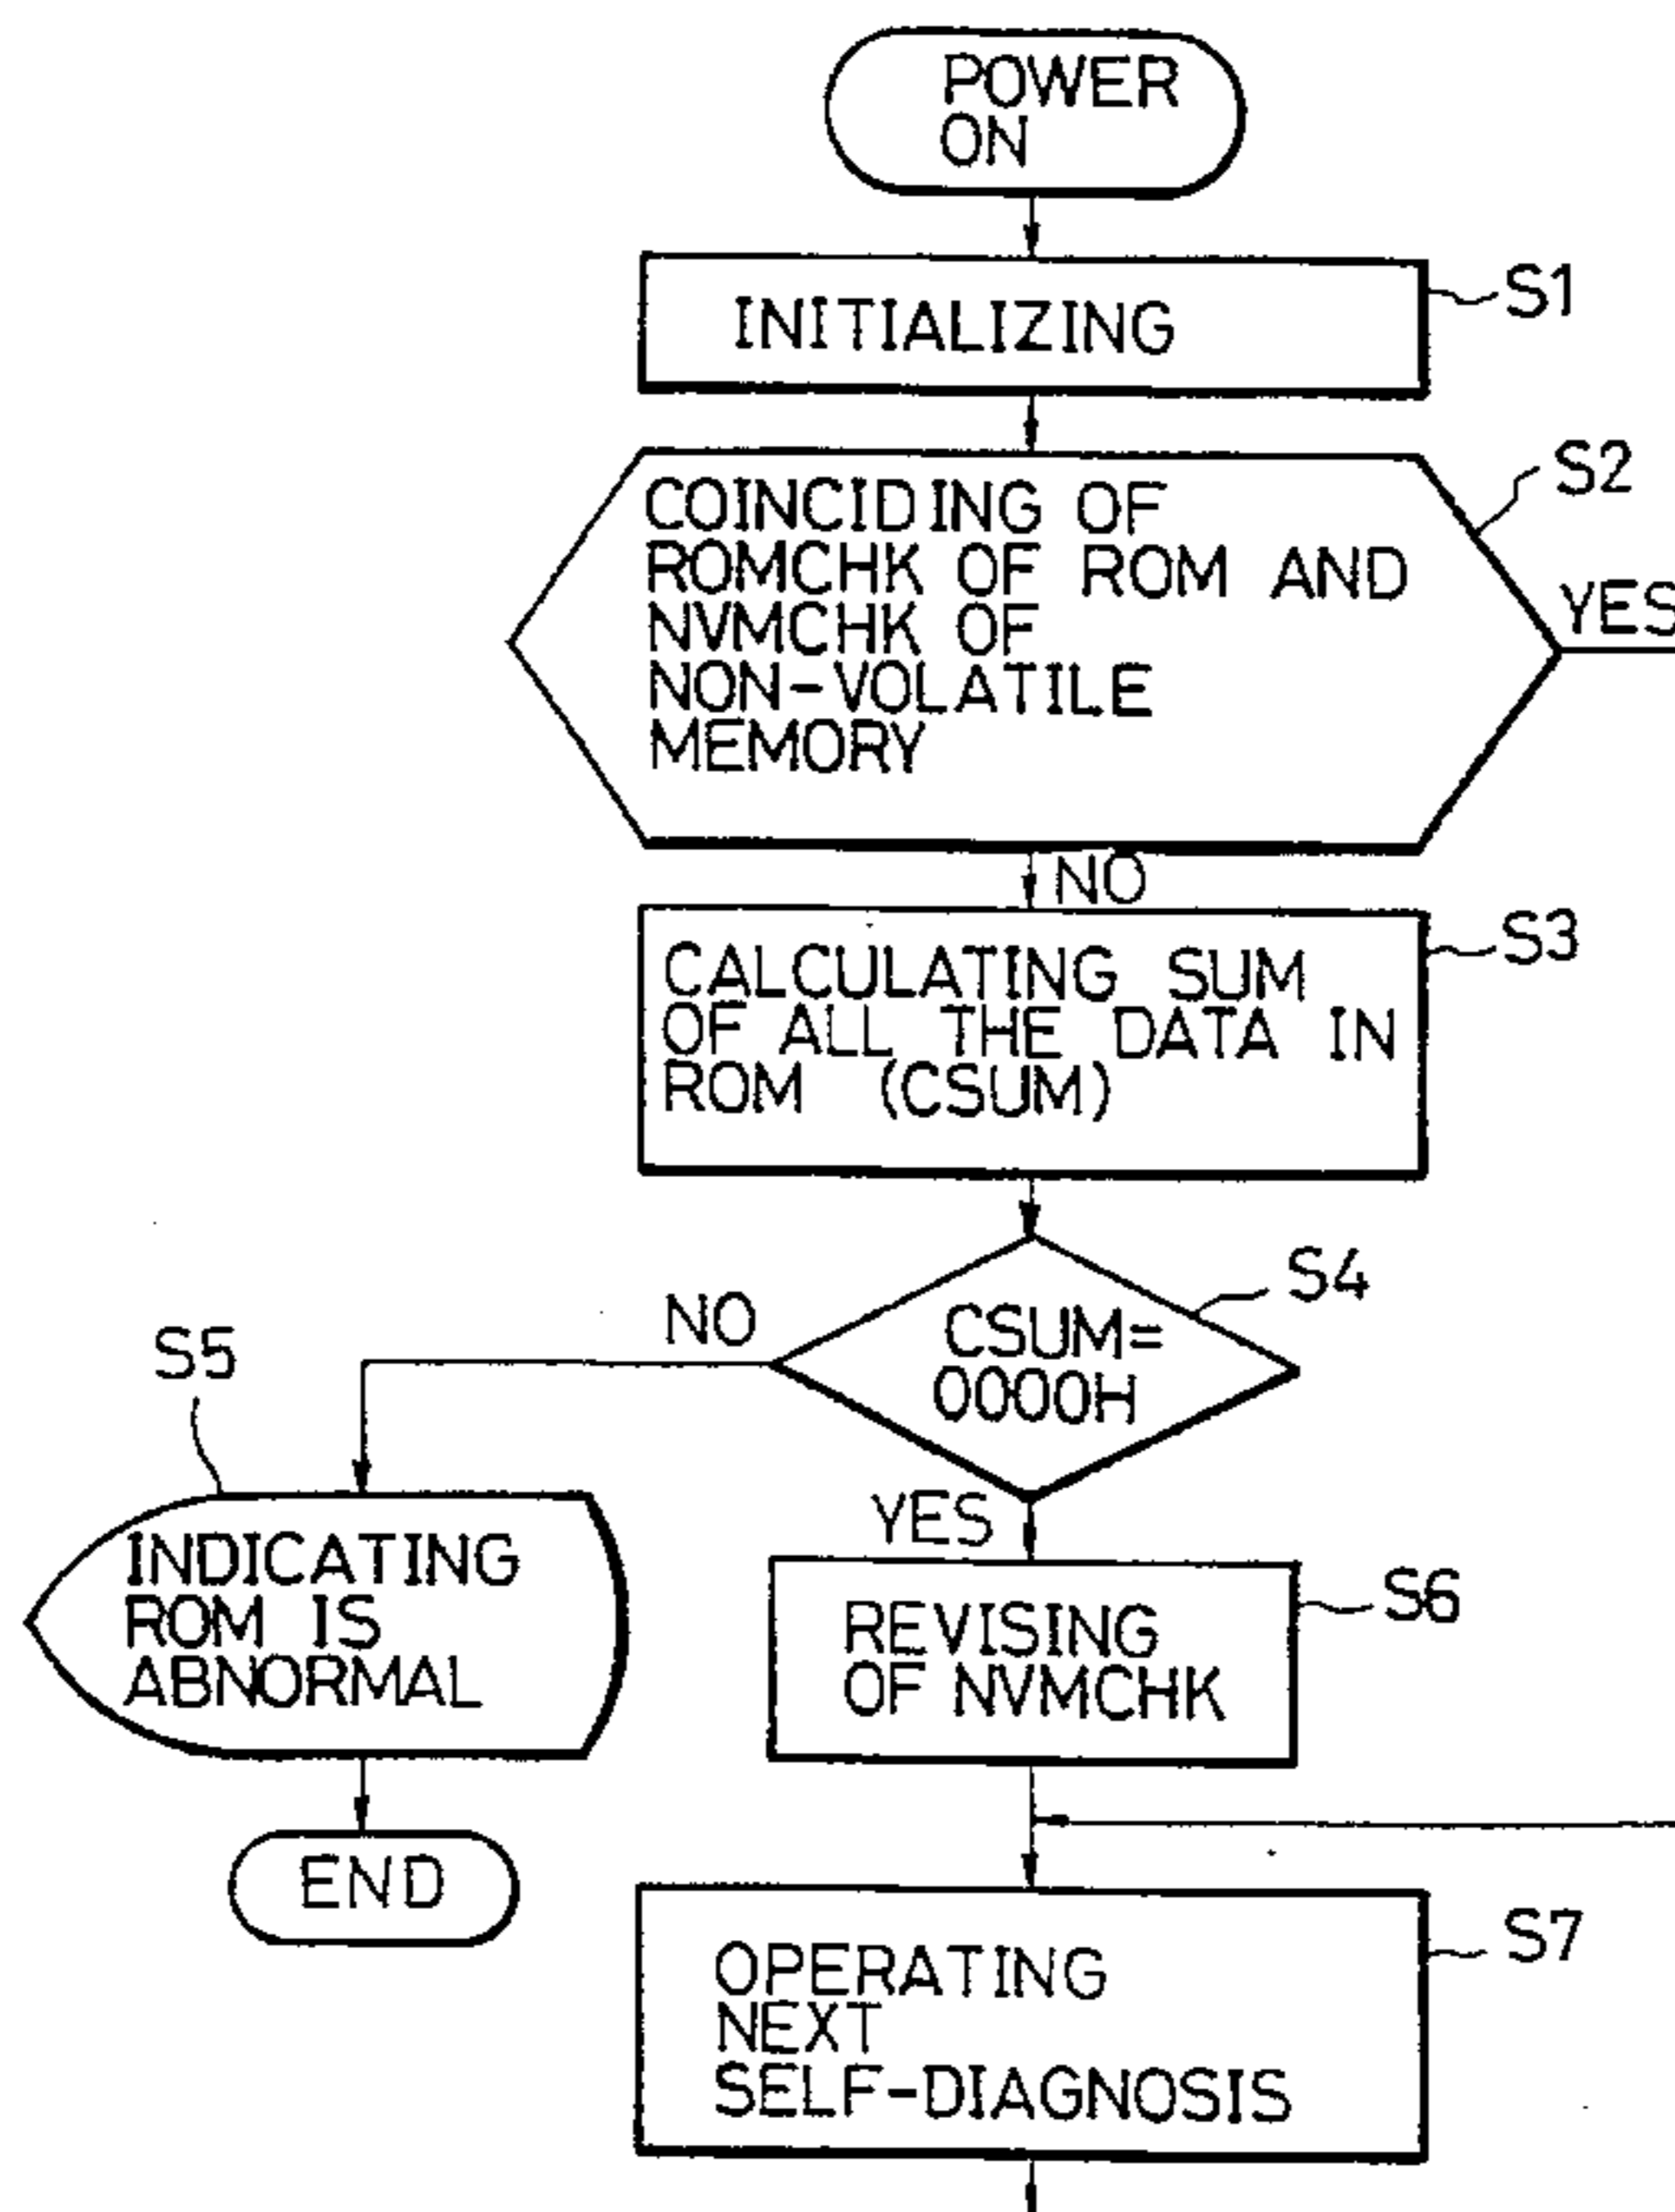 POWER
ON
INITIALIZING
S1
COINCIDING OF
ROMCHK OF ROM AND
NVMCHK OF
NON-VOLATILE
MEMORY
S2
YES
NO
CALCULATING SUM
OF ALL THE DATA IN
ROM (CSUM)
S3
CSUM=
0000H
S4
NO
S5
YES
INDICATING
ROM IS
ABNORMAL
REVISING
OF NVMCHK
S6
END
OPERATING
NEXT
SELF-DIAGNOSIS
S7